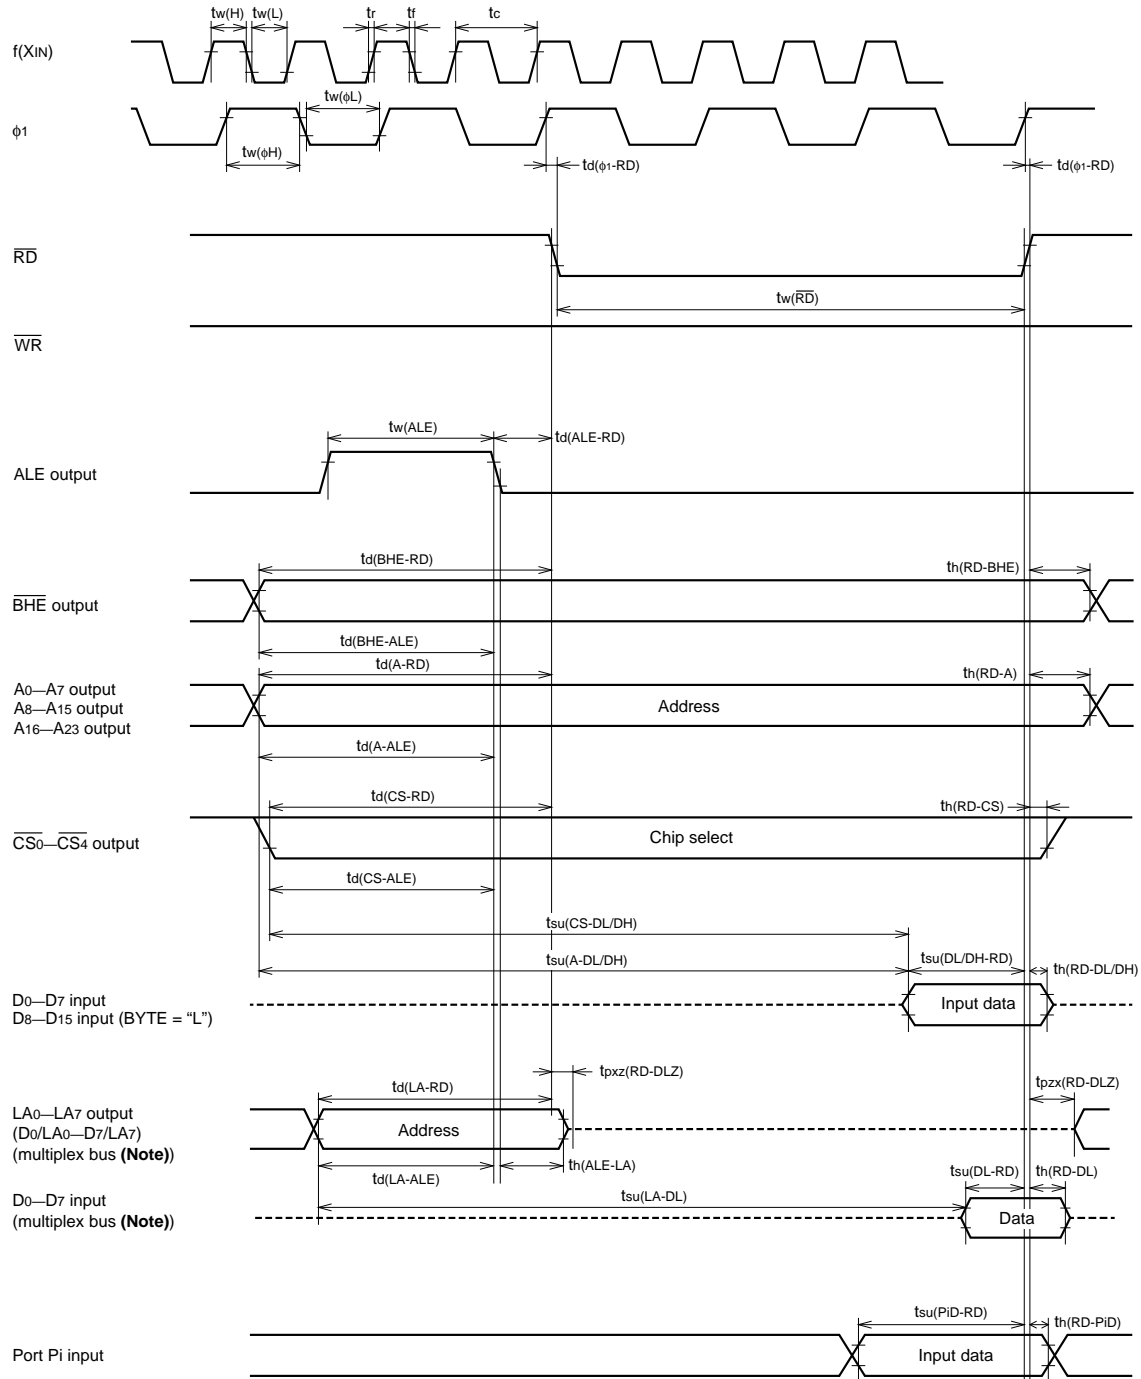 tw(H) tw(L) tr tf tc
f(XIN)
tw(ϕL)
ϕ1
tw(ϕH) td(ϕ1-RD) td(ϕ1-RD)
R̅D̅
tw(R̅D̅)
W̅R̅
tw(ALE) td(ALE-RD)
ALE output
td(BHE-RD) th(RD-BHE)
B̅H̅E̅ output
td(BHE-ALE)
td(A-RD) th(RD-A)
A0—A7 output
A8—A15 output Address
A16—A23 output
td(A-ALE)
td(CS-RD) th(RD-CS)
C̅S̅0̅—C̅S̅4̅ output Chip select
td(CS-ALE)
tsu(CS-DL/DH)
tsu(A-DL/DH) tsu(DL/DH-RD) th(RD-DL/DH)
D0—D7 input Input data
D8—D15 input (BYTE = “L”)
tpxz(RD-DLZ)
td(LA-RD) tpzx(RD-DLZ)
LA0—LA7 output
(D0/LA0—D7/LA7) Address
(multiplex bus (Note))
td(LA-ALE) th(ALE-LA) tsu(DL-RD) th(RD-DL)
D0—D7 input tsu(LA-DL)
(multiplex bus (Note)) Data
tsu(PiD-RD) th(RD-PiD)
Port Pi input Input data